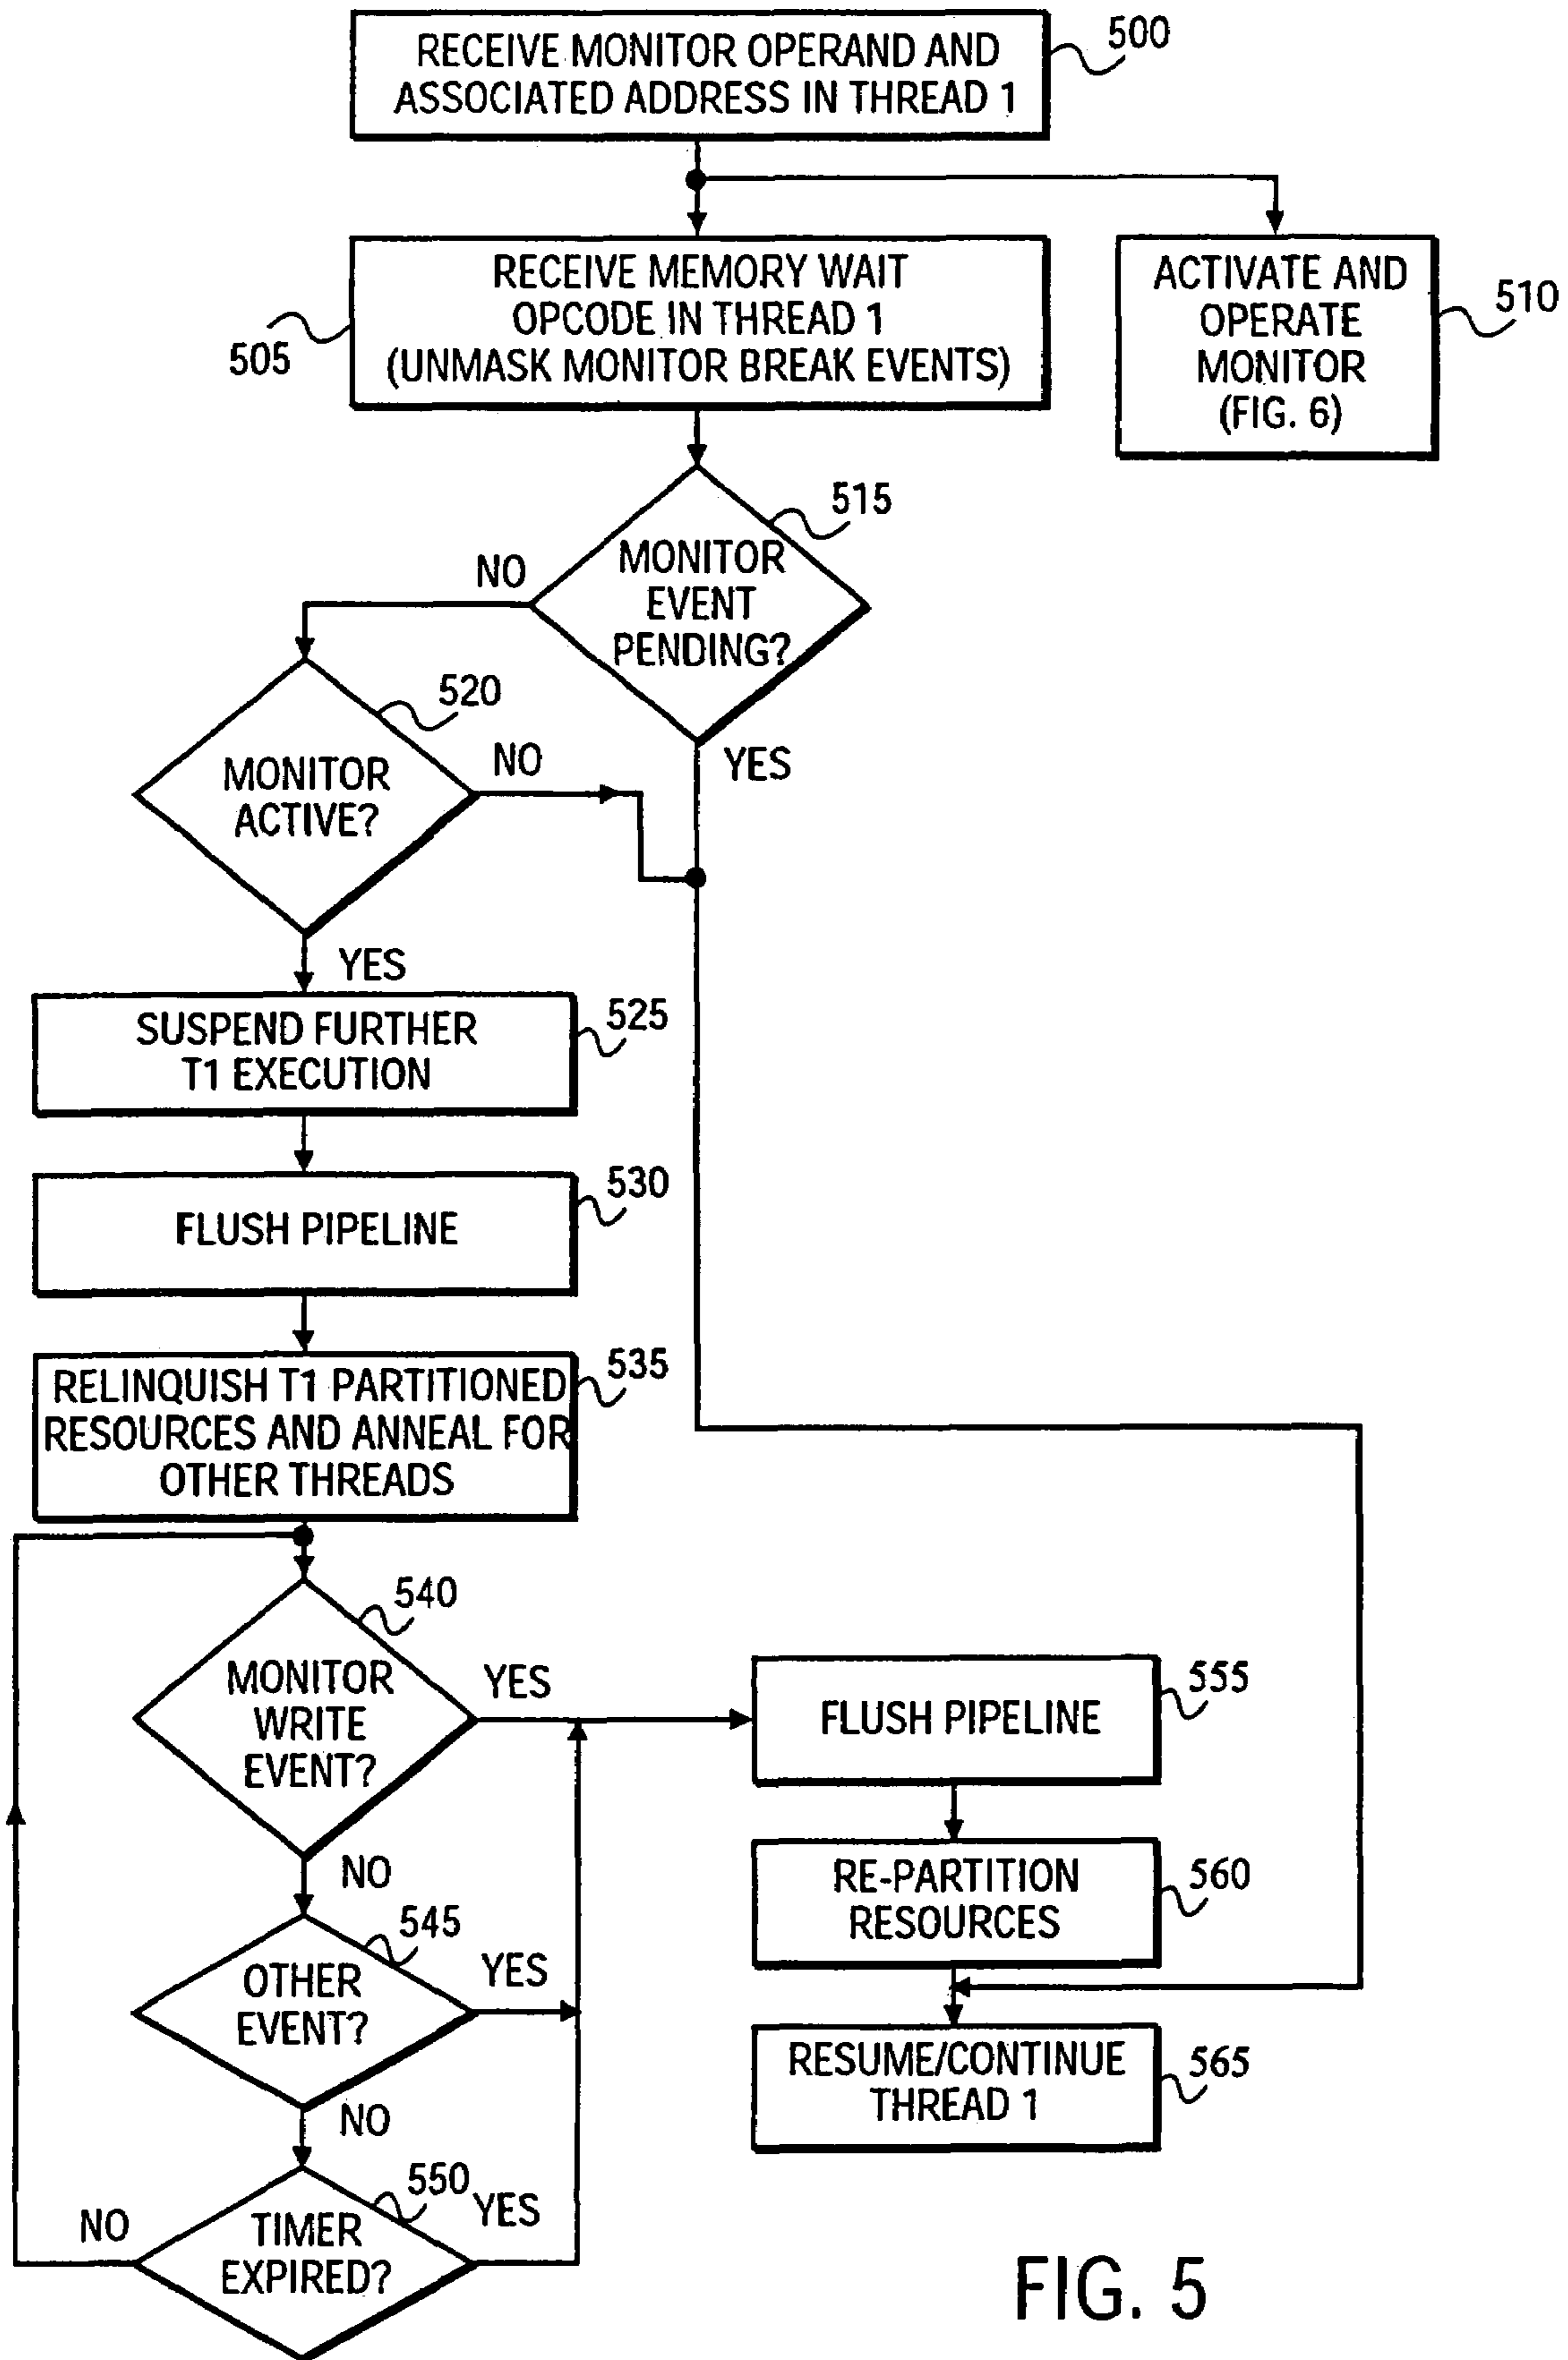 RECEIVE MONITOR OPERAND AND
ASSOCIATED ADDRESS IN THREAD 1
500
RECEIVE MEMORY WAIT
OPCODE IN THREAD 1
(UNMASK MONITOR BREAK EVENTS)
505
ACTIVATE AND
OPERATE
MONITOR
(FIG. 6)
510
MONITOR
EVENT
PENDING?
515
NO
YES
MONITOR
ACTIVE?
520
NO
YES
SUSPEND FURTHER
T1 EXECUTION
525
FLUSH PIPELINE
530
RELINQUISH T1 PARTITIONED
RESOURCES AND ANNEAL FOR
OTHER THREADS
535
MONITOR
WRITE
EVENT?
540
YES
NO
OTHER
EVENT?
545
YES
NO
TIMER
EXPIRED?
550
YES
NO
FLUSH PIPELINE
555
RE-PARTITION
RESOURCES
560
RESUME/CONTINUE
THREAD 1
565
FIG. 5